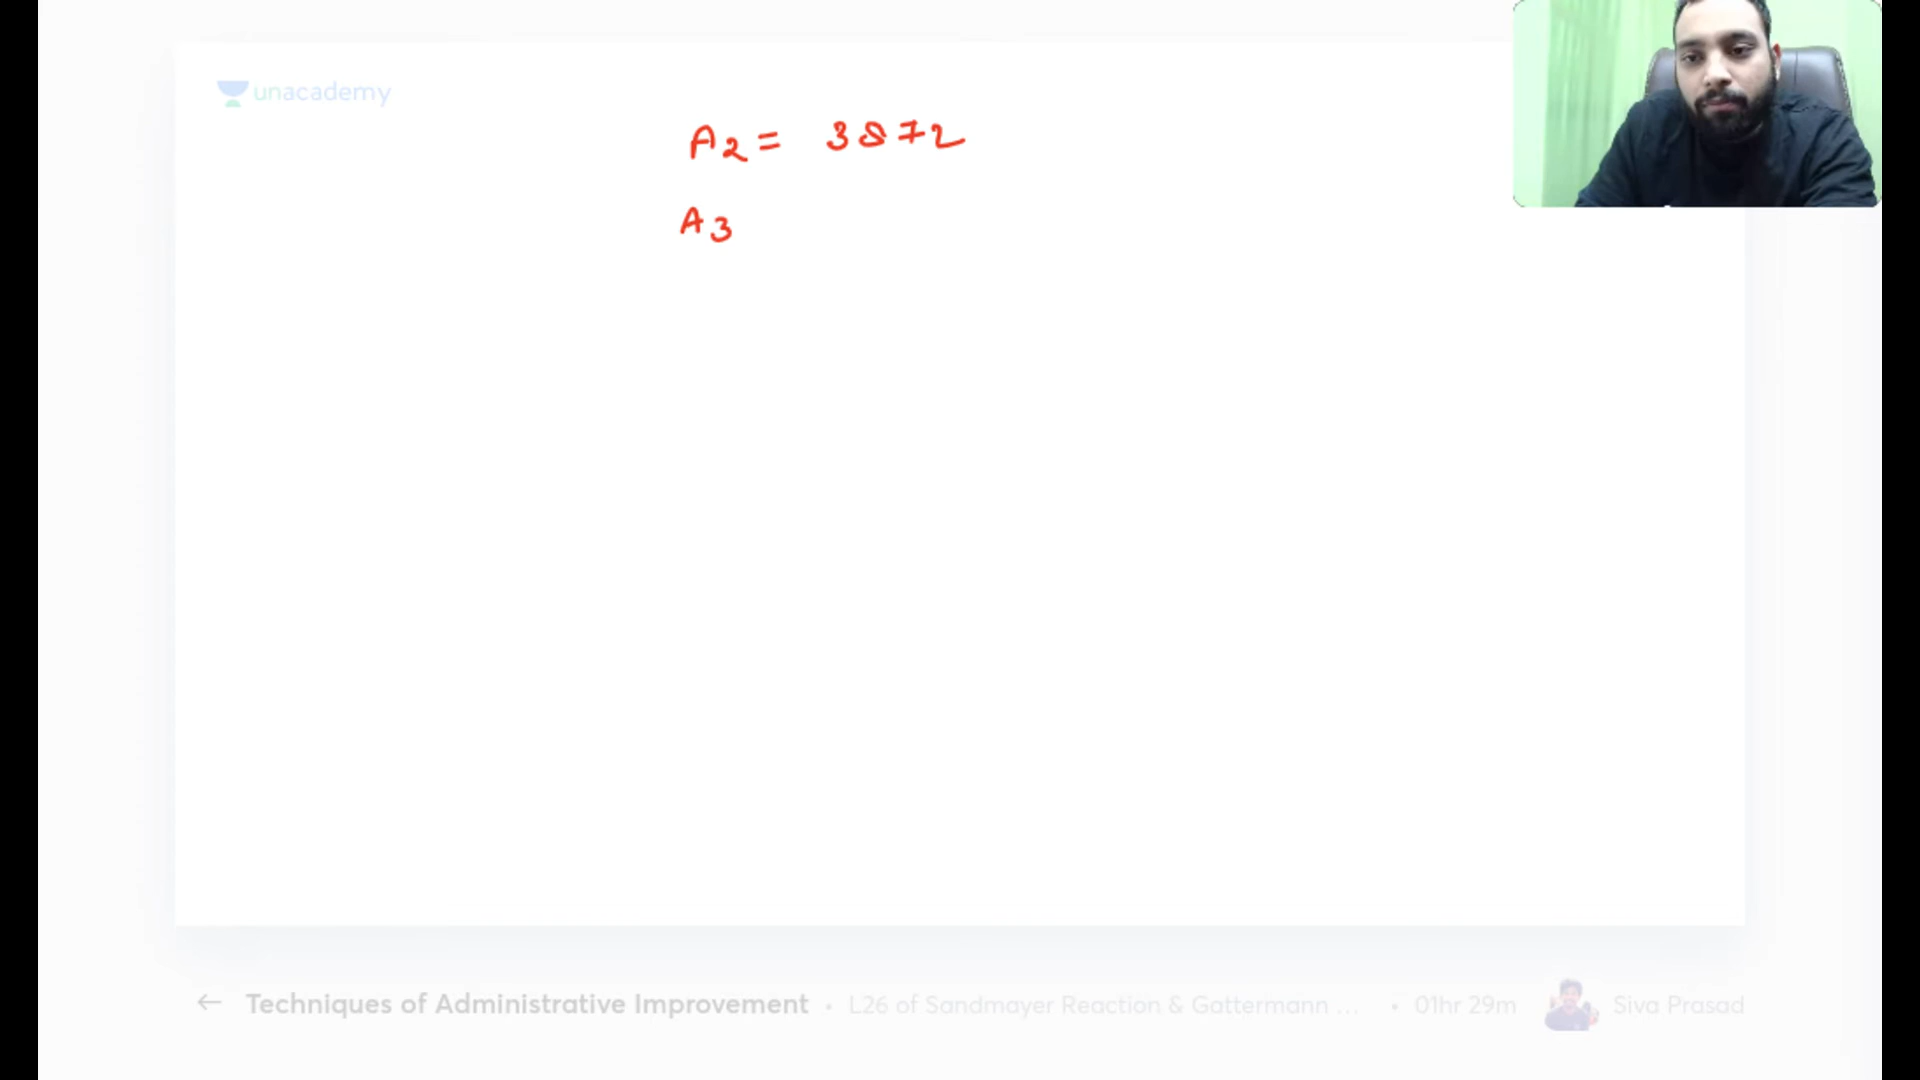 unacademy
A2 = 3872
A3
← Techniques of Administrative Improvement • L26 of Sandmayer Reaction & Gattermann ... • 01hr 29m Siva Prasad